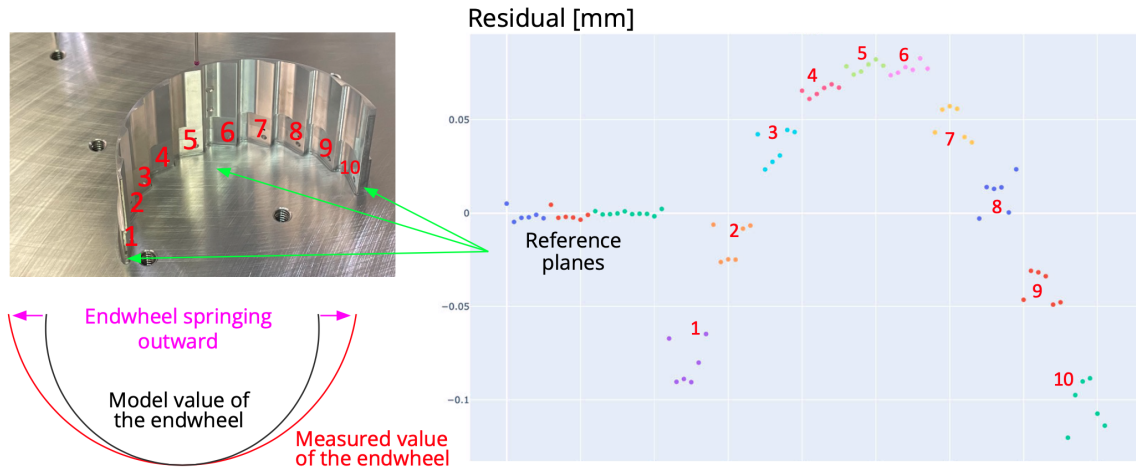 Residual [mm]
1
2
3
4
5
6
7
8
9
10
Endwheel springing
outward
Model value of
the endwheel
Measured value
of the endwheel
0.05
0
−0.05
−0.1
Reference
planes
1
2
3
4
5
6
7
8
9
10